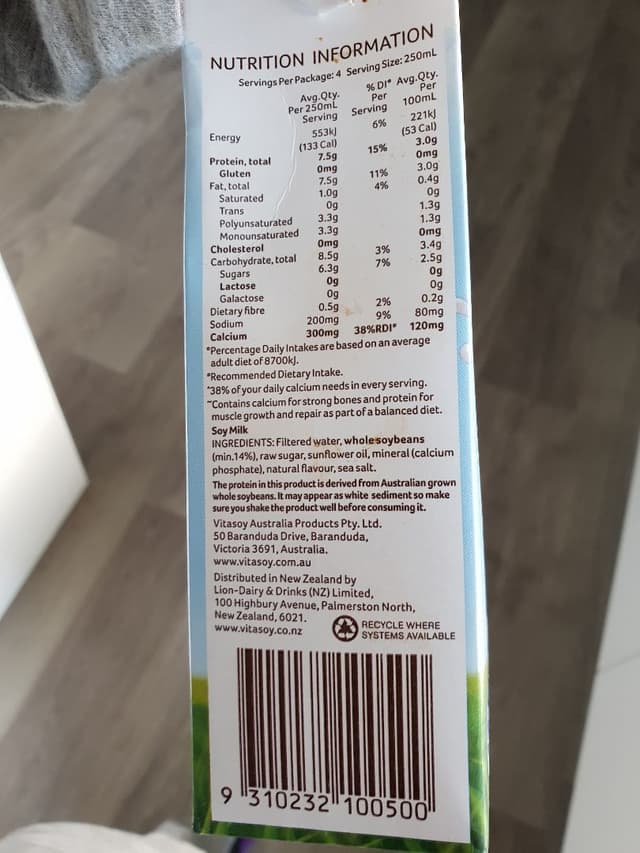 NUTRITION INFORMATION
Servings Per Package: 4 Serving Size: 250mL
Avg.Qty. Per 250mL Serving % DI* Per Serving Avg.Qty. Per 100mL
Energy 553kJ (133 Cal) 6% 221kJ (53 Cal)
Protein, total 7.5g 15% 3.0g
Gluten 0mg 0mg
Fat, total 7.5g 11% 3.0g
Saturated 1.0g 4% 0.4g
Trans 0g 0g
Polyunsaturated 3.3g 1.3g
Monounsaturated 3.3g 1.3g
Cholesterol 0mg 0mg
Carbohydrate, total 8.5g 3% 3.4g
Sugars 6.3g 7% 2.5g
Lactose 0g 0g
Galactose 0g 0g
Dietary fibre 0.5g 2% 0.2g
Sodium 200mg 9% 80mg
Calcium 300mg 38%RDI# 120mg
*Percentage Daily Intakes are based on an average
adult diet of 8700kJ.
#Recommended Dietary Intake.
^38% of your daily calcium needs in every serving.
~Contains calcium for strong bones and protein for
muscle growth and repair as part of a balanced diet.
Soy Milk
INGREDIENTS: Filtered water, whole soybeans
(min.14%), raw sugar, sunflower oil, mineral (calcium
phosphate), natural flavour, sea salt.
The protein in this product is derived from Australian grown
whole soybeans. It may appear as white sediment so make
sure you shake the product well before consuming it.
Vitasoy Australia Products Pty. Ltd.
50 Baranduda Drive, Baranduda,
Victoria 3691, Australia.
www.vitasoy.com.au
Distributed in New Zealand by
Lion-Dairy & Drinks (NZ) Limited,
100 Highbury Avenue, Palmerston North,
New Zealand, 6021.
www.vitasoy.co.nz
RECYCLE WHERE
SYSTEMS AVAILABLE
9 310232 100500